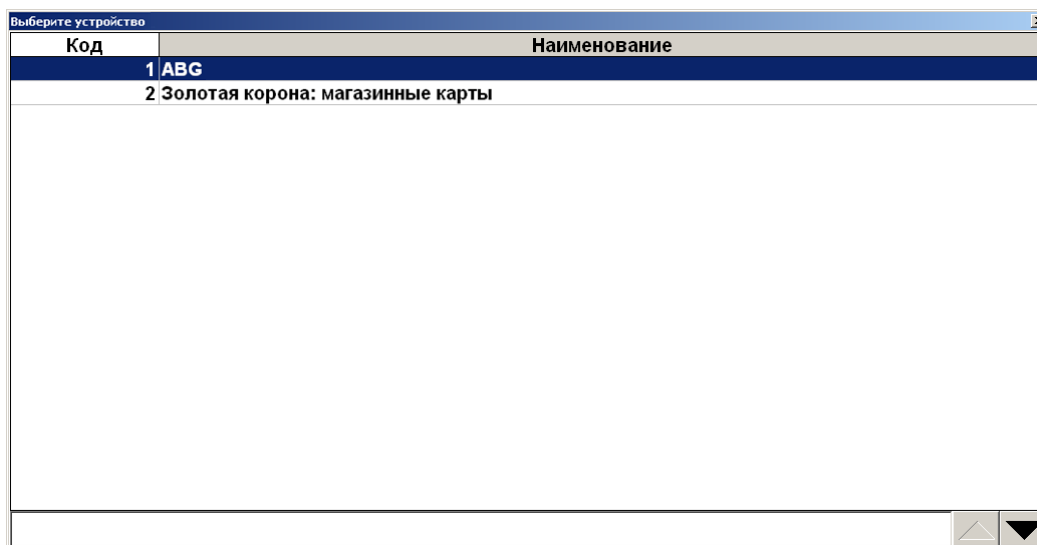 Выберите устройство
Код Наименование
1 ABG
2 Золотая корона: магазинные карты